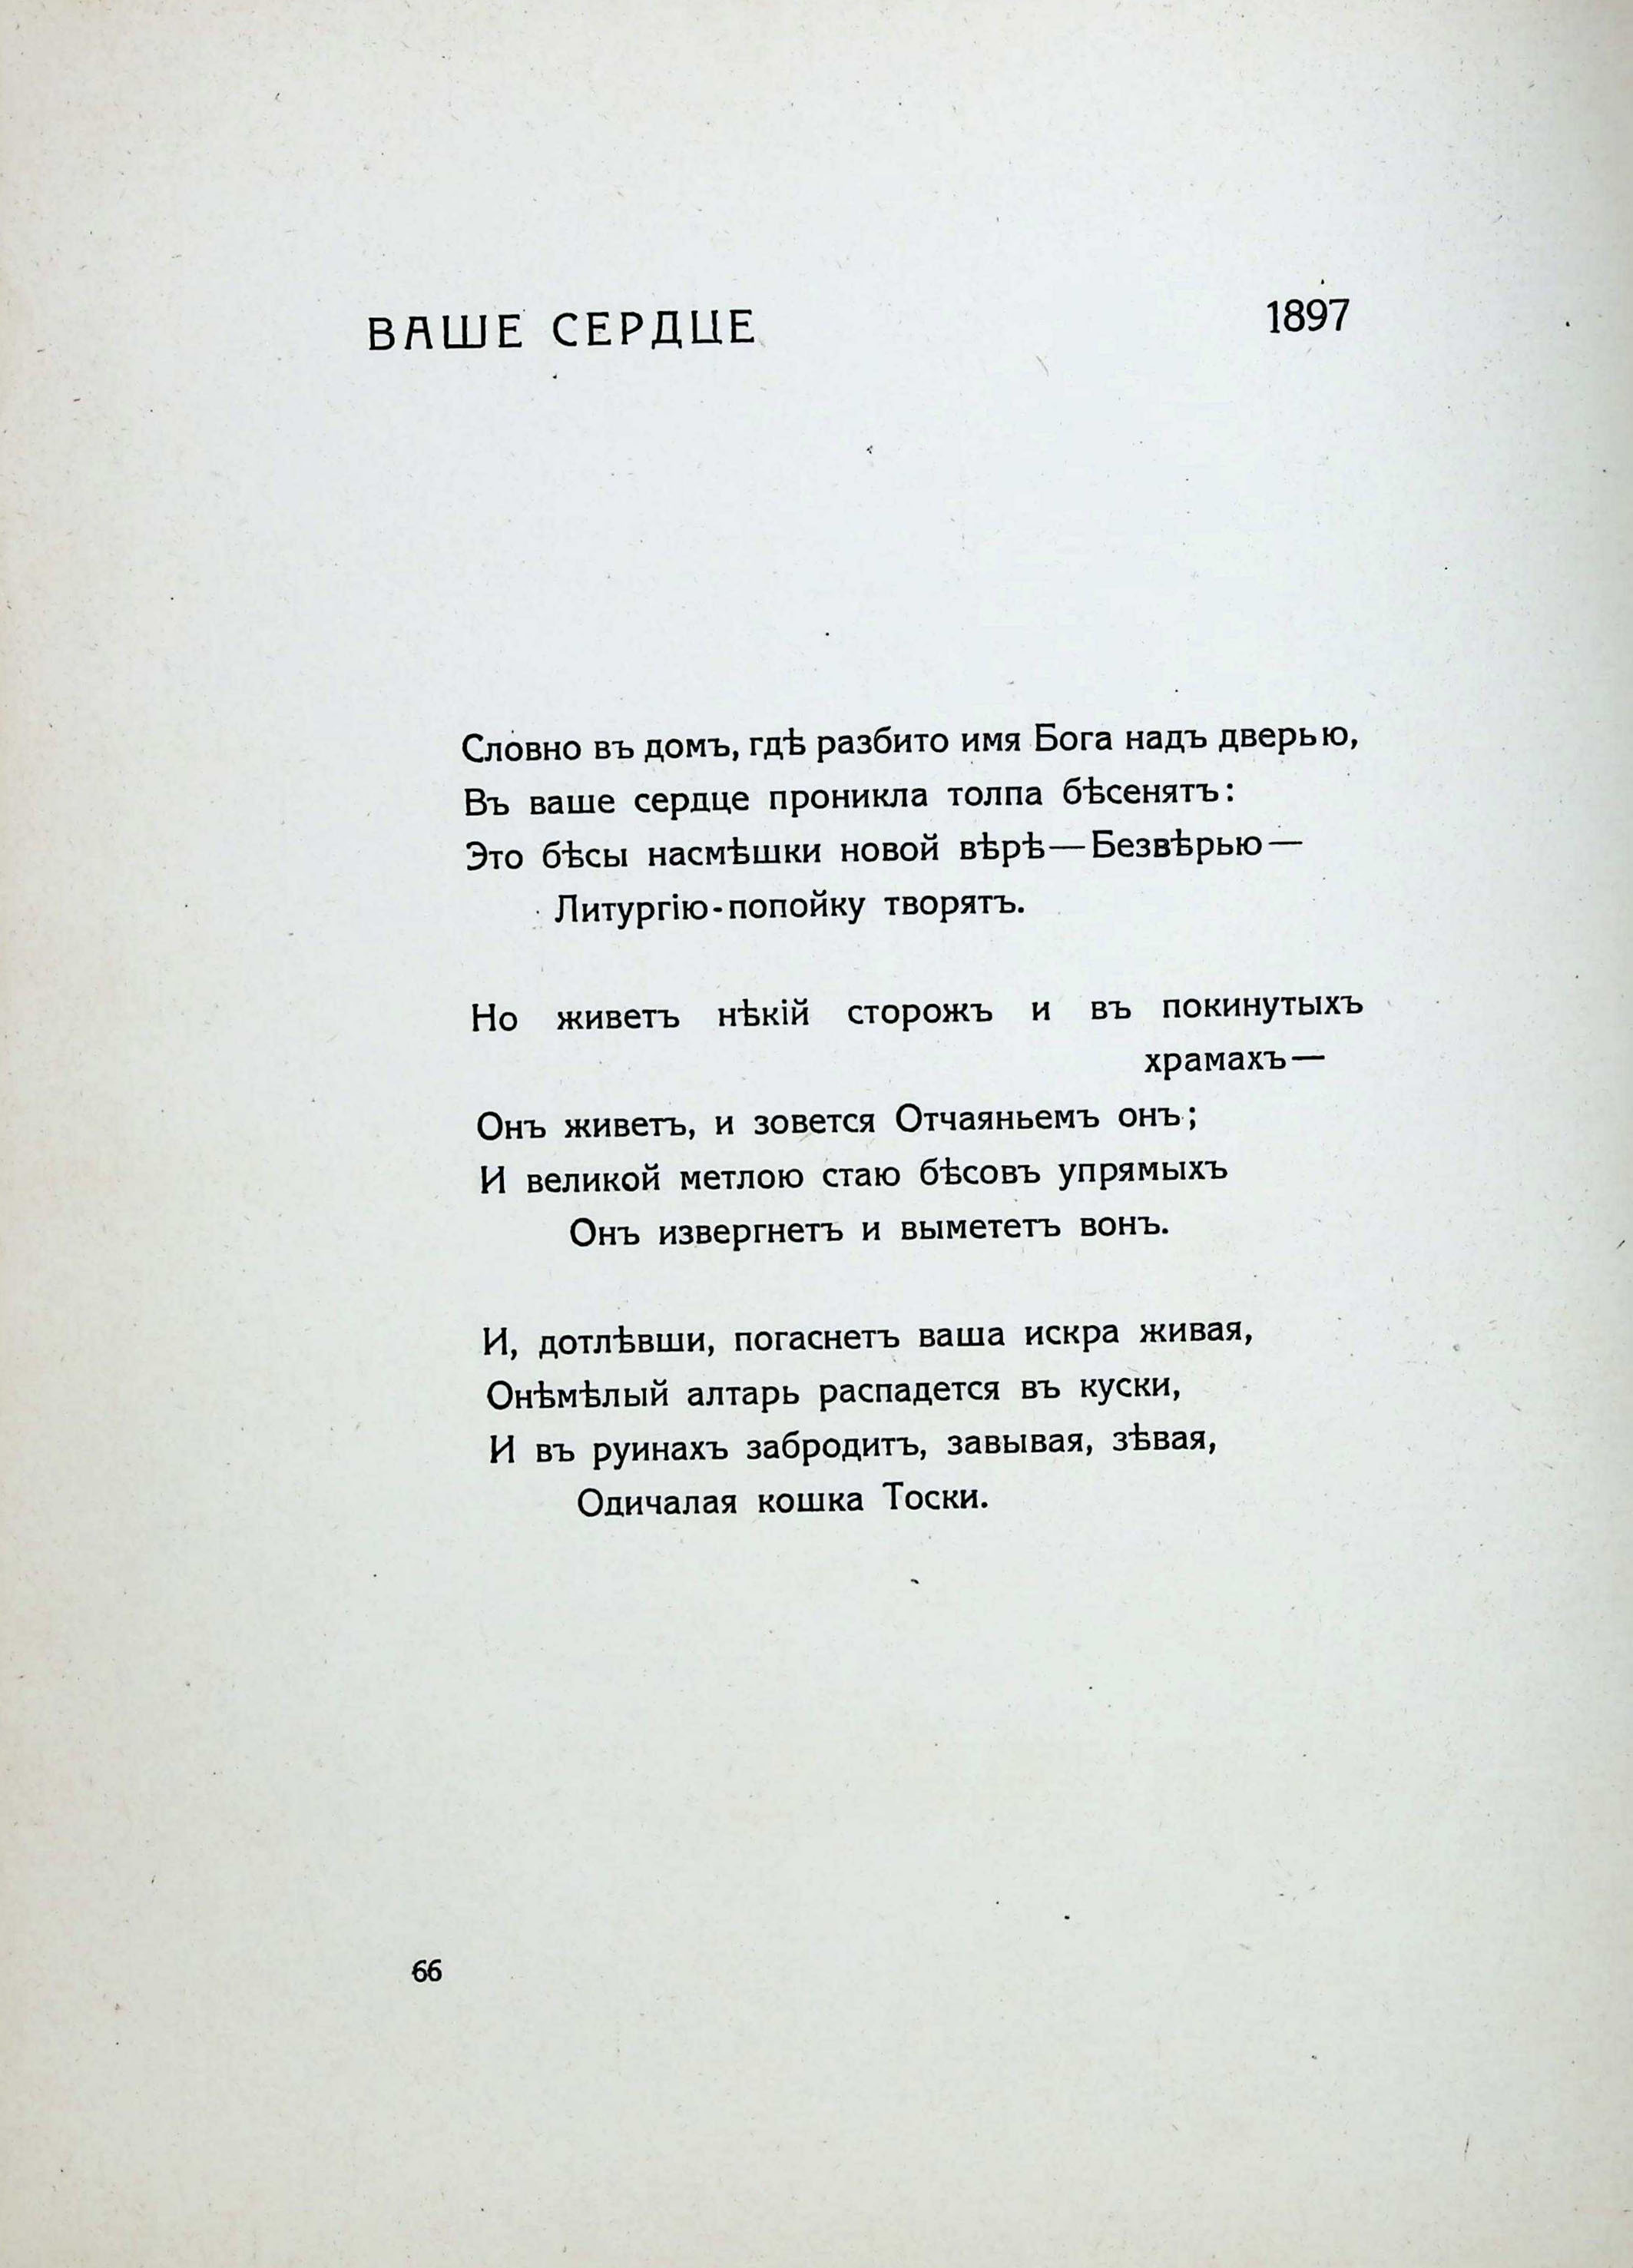 ВАШЕ СЕРДЦЕ 1897
Словно въ домъ, гдѣ разбито имя Бога надъ дверью,
Въ ваше сердце проникла толпа бѣсенятъ:
Это бѣсы насмѣшки новой вѣрѣ—Безвѣрью—
Литургію-попойку творятъ.
Но живетъ нѣкій сторожъ и въ покинутыхъ
храмахъ—
Онъ живетъ, и зовется Отчаяньемъ онъ;
И великой метлою стаю бѣсовъ упрямыхъ
Онъ извергнетъ и вымететъ вонъ.
И, дотлѣвши, погаснетъ ваша искра живая,
Онѣмѣлый алтарь распадется въ куски,
И въ руинахъ забродитъ, завывая, зѣвая,
Одичалая кошка Тоски.
66